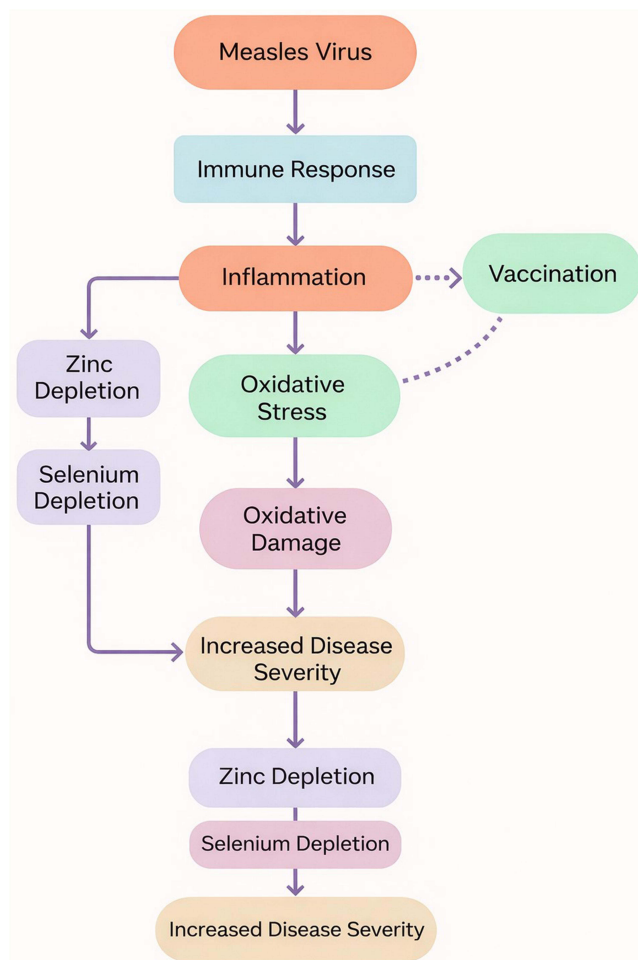 Measles Virus
Immune Response
Inflammation
Vaccination
Zinc
Depletion
Oxidative
Stress
Selenium
Depletion
Oxidative
Damage
Increased Disease
Severity
Zinc Depletion
Selenium Depletion
Increased Disease Severity